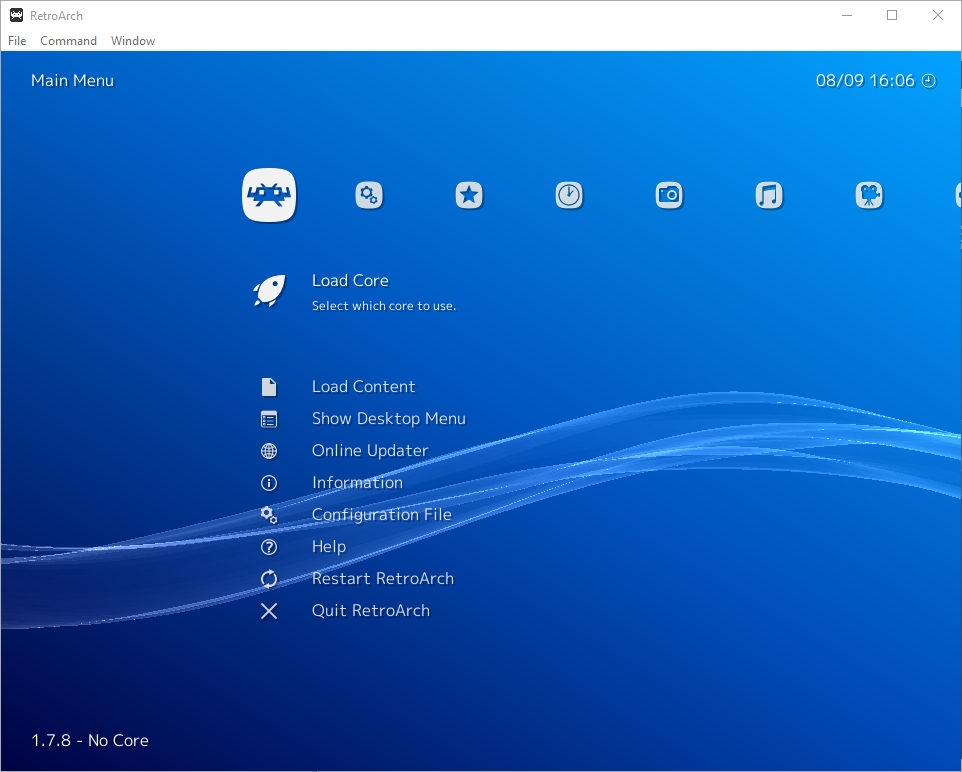 RetroArch
File Command Window
Main Menu
08/09 16:06
Load Core
Select which core to use.
Load Content
Show Desktop Menu
Online Updater
Information
Configuration File
Help
Restart RetroArch
Quit RetroArch
1.7.8 - No Core